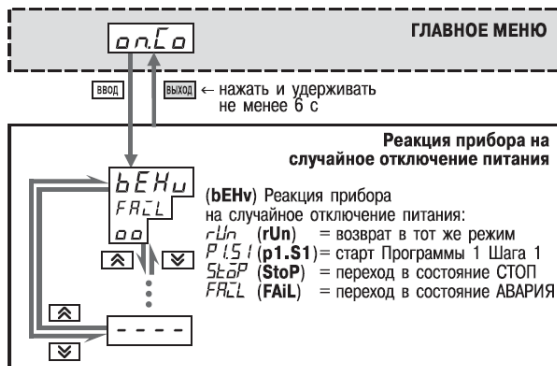 ГЛАВНОЕ МЕНЮ
on.Co
ВВОД ВЫХОД ← нажать и удерживать
не менее 6 с
Реакция прибора на
случайное отключение питания
bEHv
FAiL
oo
(bEHv) Реакция прибора
на случайное отключение питания:
rUn (rUn) = возврат в тот же режим
P1.S1 (p1.S1) = старт Программы 1 Шага 1
StoP (StoP) = переход в состояние СТОП
FAiL (FAiL) = переход в состояние АВАРИЯ
- - - -